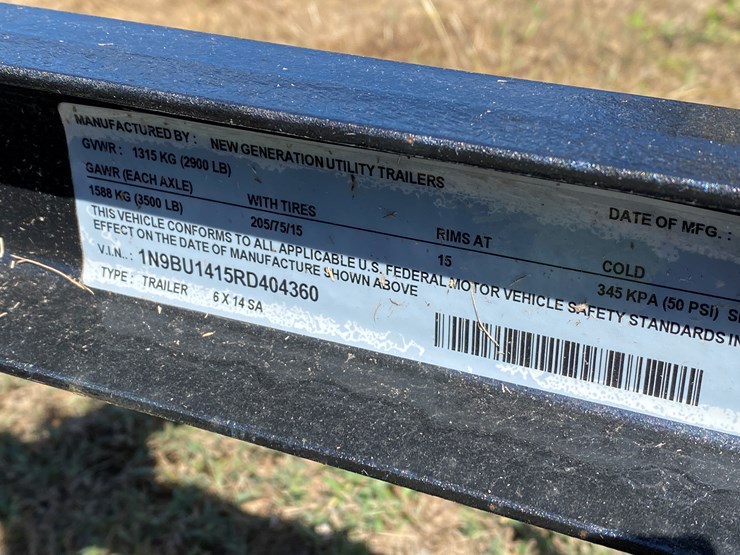 MANUFACTURED BY : NEW GENERATION UTILITY TRAILERS DATE OF MFG. :
GVWR : 1315 KG (2900 LB)
GAWR (EACH AXLE) WITH TIRES RIMS AT COLD
1588 KG (3500 LB) 205/75/15 15 345 KPA (50 PSI)
THIS VEHICLE CONFORMS TO ALL APPLICABLE U.S. FEDERAL MOTOR VEHICLE SAFETY STANDARDS IN
EFFECT ON THE DATE OF MANUFACTURE SHOWN ABOVE
V.I.N..: 1N9BU1415RD404360
TYPE: TRAILER 6 X 14 SA